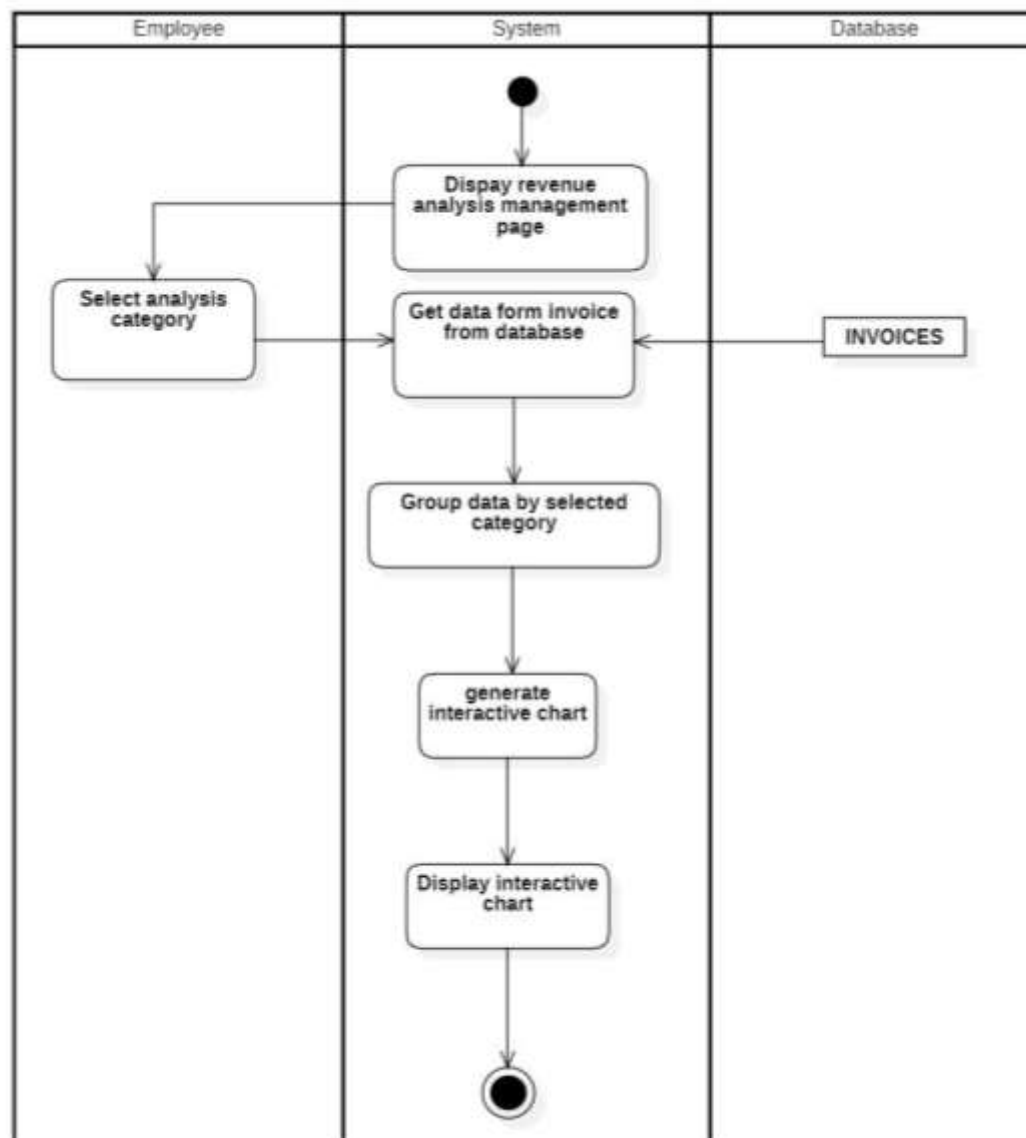 Employee
System
Database
Dispay revenue
analysis management
page
Select analysis
category
Get data form invoice
from database
INVOICES
Group data by selected
category
generate
interactive chart
Display interactive
chart